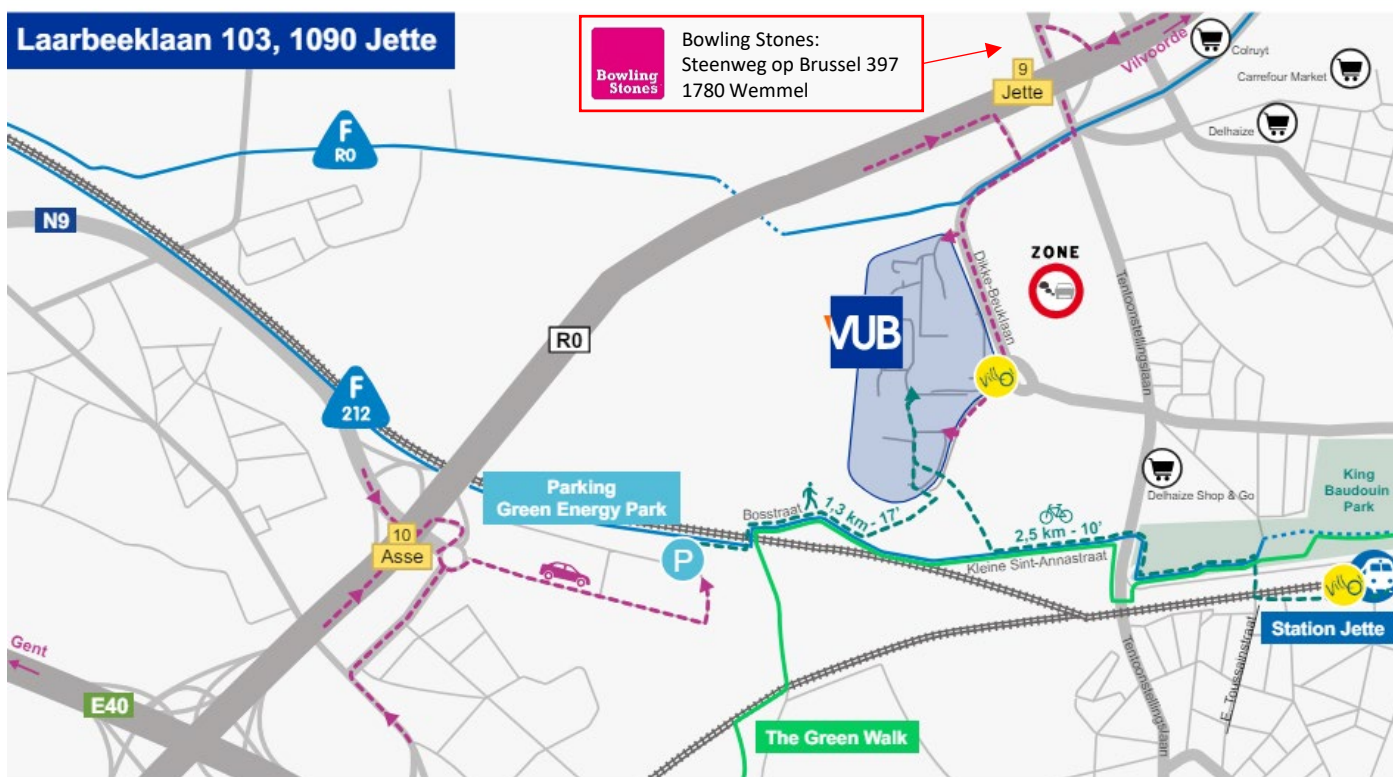 Laarbeeklaan 103, 1090 Jette
Bowling
Stones
Bowling Stones:
Steenweg op Brussel 397
1780 Wemmel
Vilvoorde
Colruyt
9
Jette
Carrefour Market
Delhaize
F
R0
N9
ZONE
Dikke-Beuklaan
Tentoonstellingslaan
VUB
R0
Villo
F
212
Delhaize Shop & Go
King
Baudouin
Park
Parking
Green Energy Park
Bosstraat
1,3 km - 17'
2,5 km - 10'
10
Asse
P
Kleine Sint-Annastraat
Villo
Station Jette
Gent
E40
Tentoonstellingslaan
E. Toussainstraat
The Green Walk